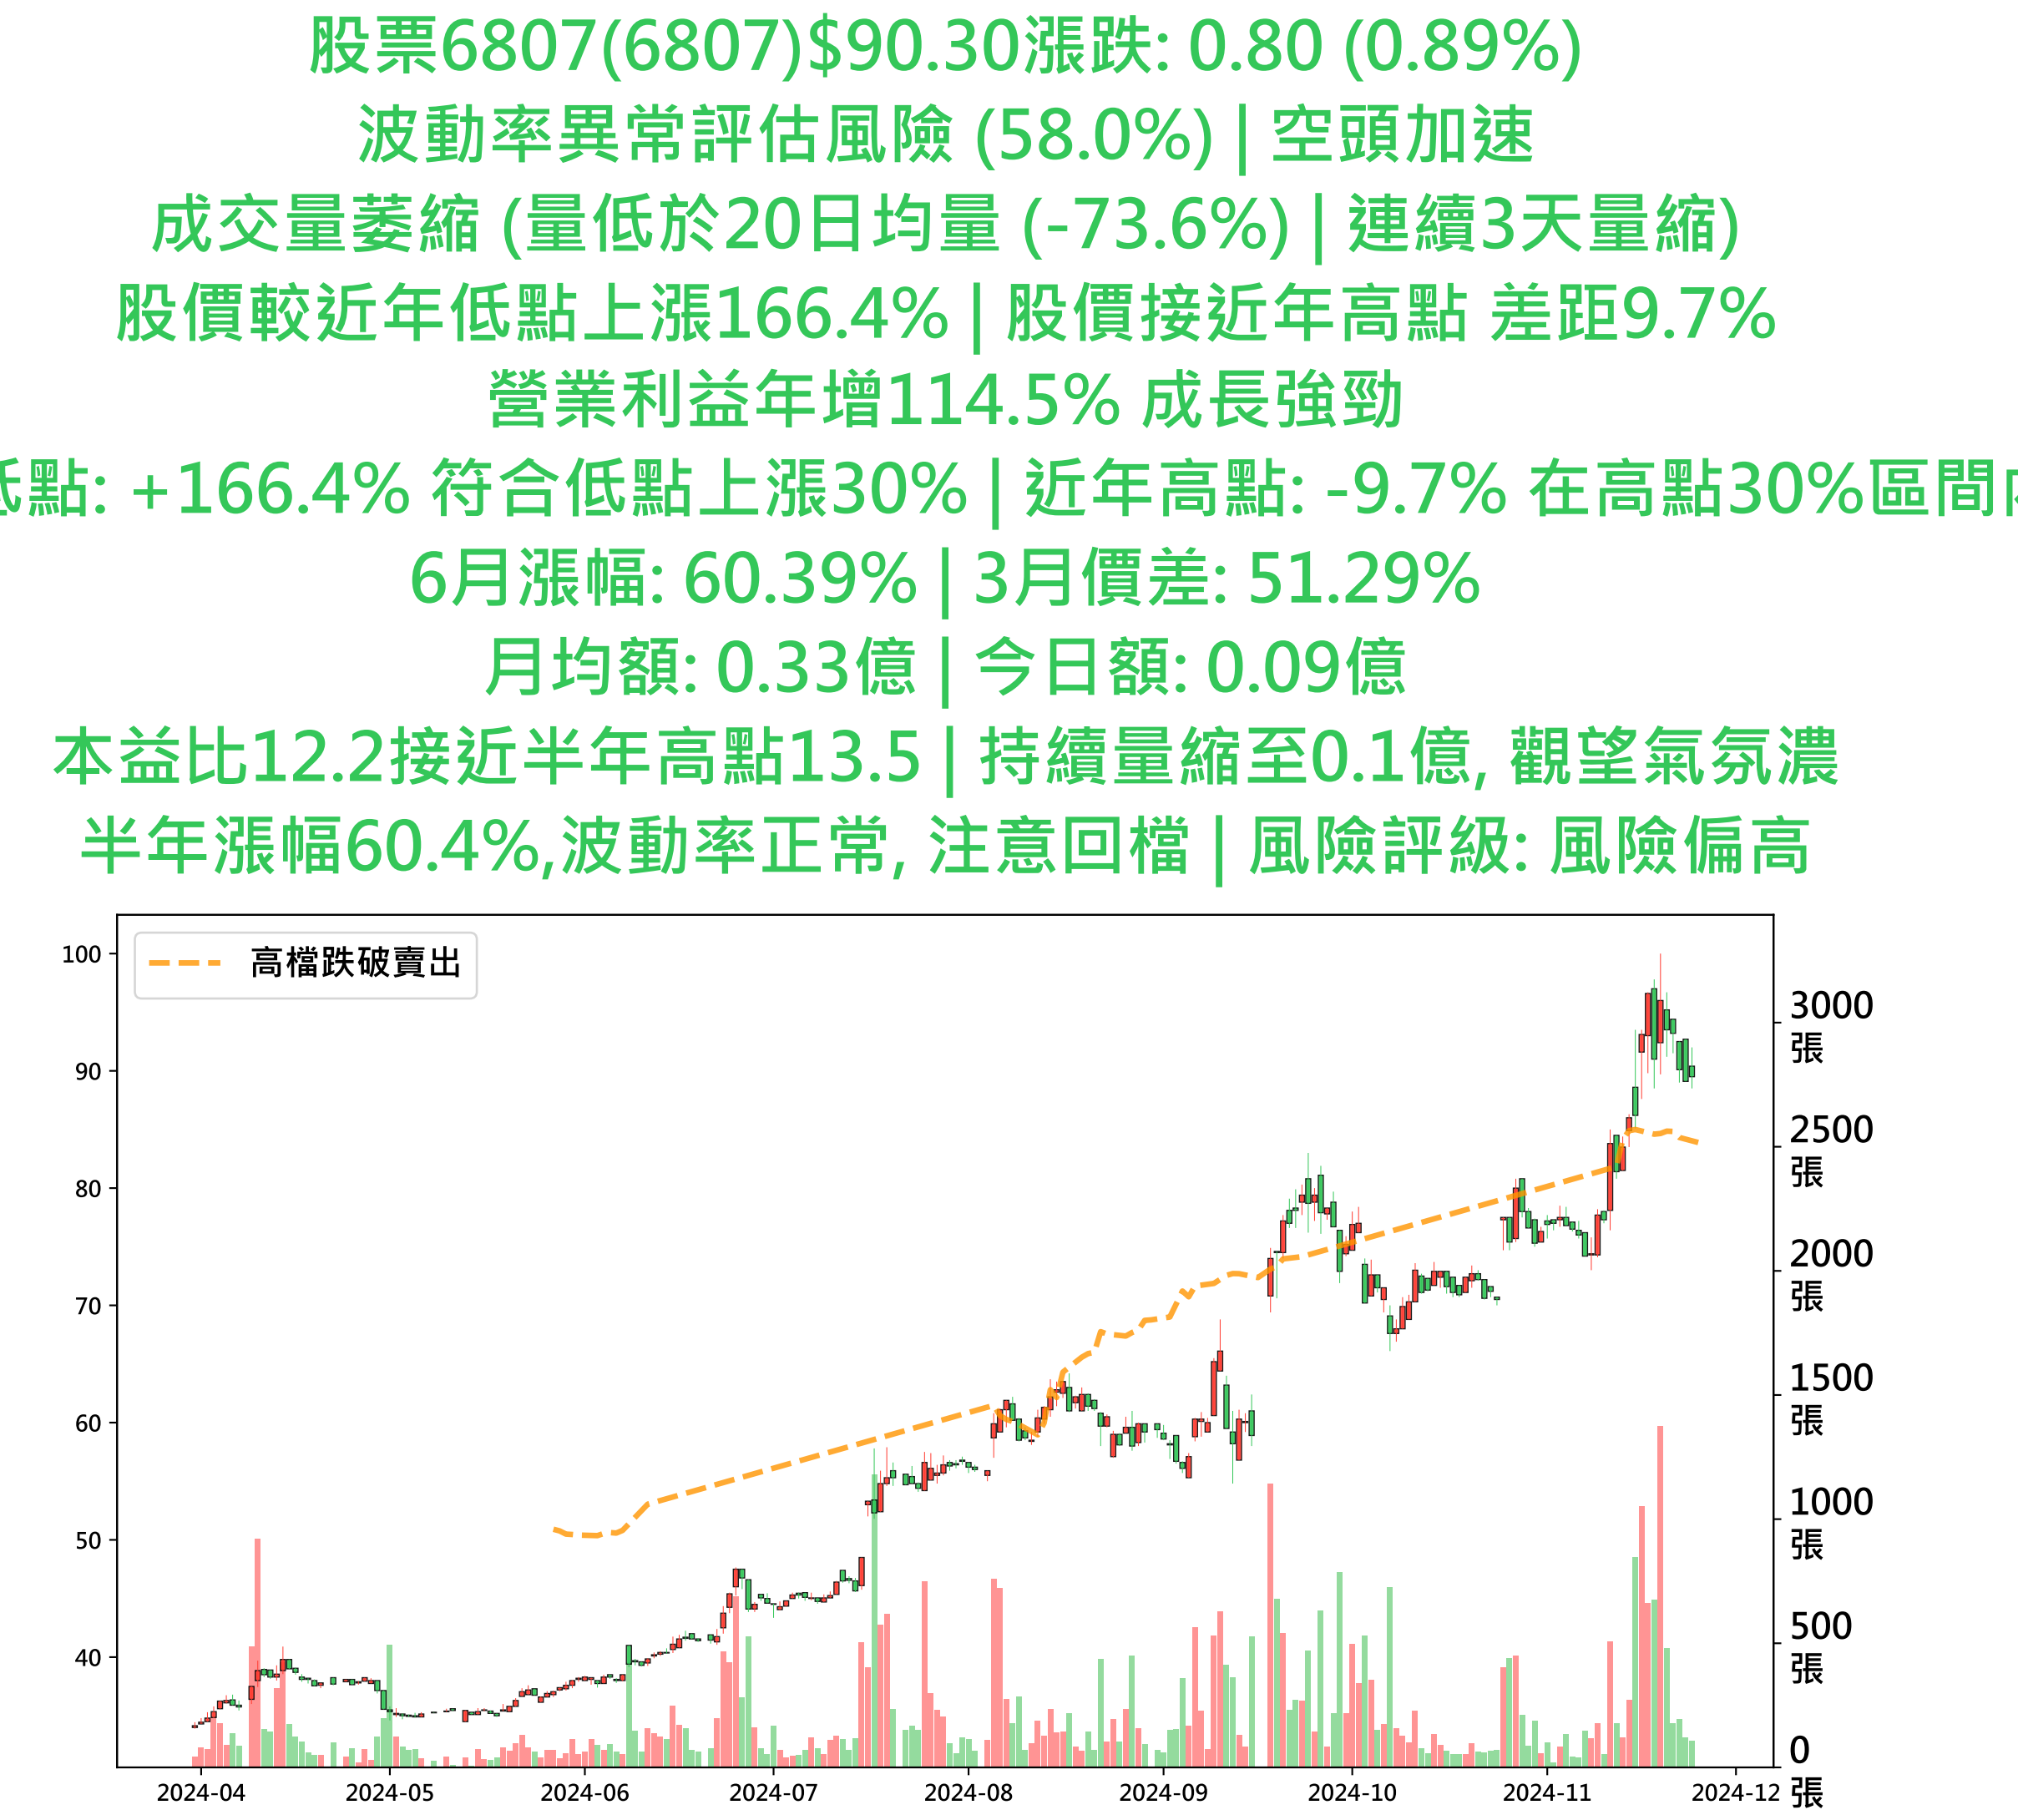 股票6807(6807)$90.30漲跌: 0.80 (0.89%)
波動率異常評估風險 (58.0%) | 空頭加速
成交量萎縮 (量低於20日均量 (-73.6%) | 連續3天量縮)
股價較近年低點上漲166.4% | 股價接近年高點 差距9.7%
營業利益年增114.5% 成長強勁
點: +166.4% 符合低點上漲30% | 近年高點: -9.7% 在高點30%區間
6月漲幅: 60.39% | 3月價差: 51.29%
月均額: 0.33億 | 今日額: 0.09億
本益比12.2接近半年高點13.5 | 持續量縮至0.1億, 觀望氣氛濃
半年漲幅60.4%,波動率正常, 注意回檔 | 風險評級: 風險偏高
高檔跌破賣出
100
90
80
70
60
50
40
3000
張
2500
張
2000
張
1500
張
1000
張
500
張
0
張
2024-04
2024-05
2024-06
2024-07
2024-08
2024-09
2024-10
2024-11
2024-12